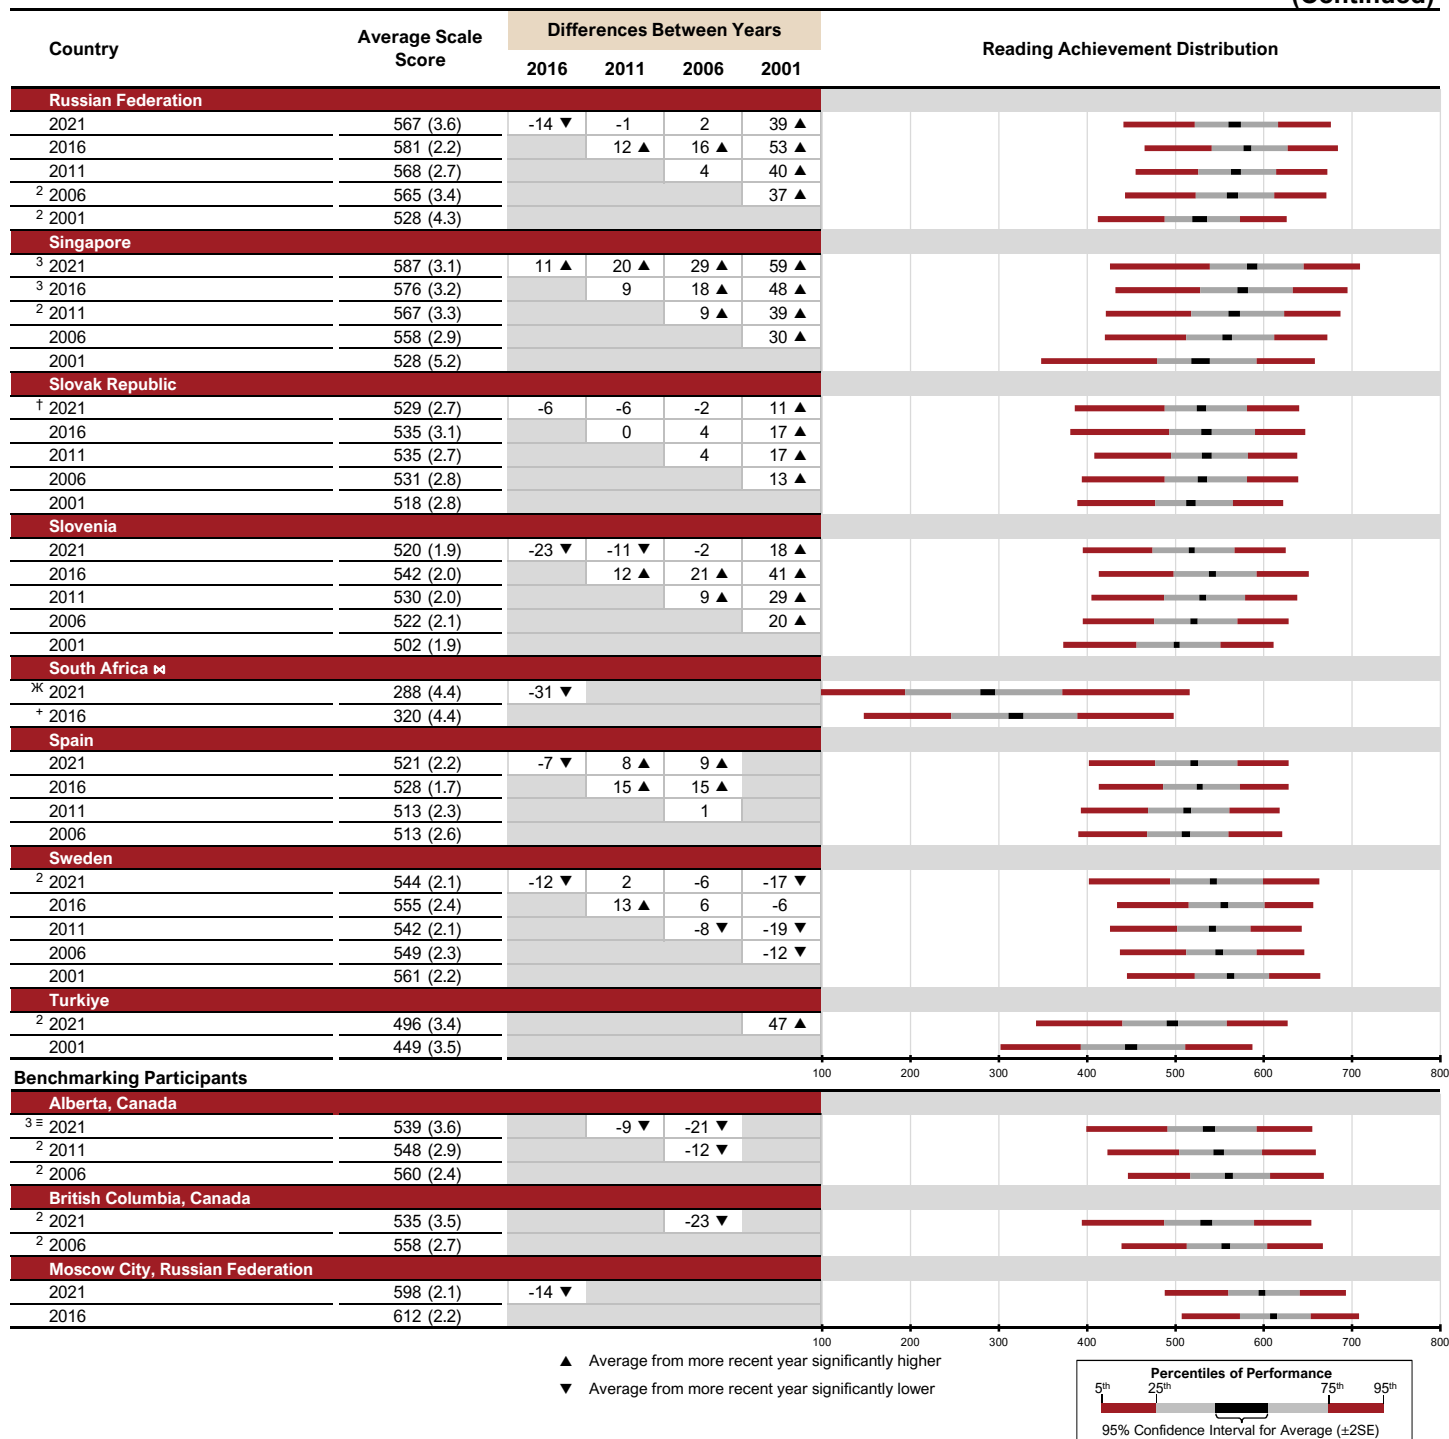 (Continued)
Country Average Scale Score Differences Between Years Reading Achievement Distribution
2016 2011 2006 2001
Russian Federation
2021 567 (3.6) -14 ▼ -1 2 39 ▲
2016 581 (2.2) 12 ▲ 16 ▲ 53 ▲
2011 568 (2.7) 4 40 ▲
2 2006 565 (3.4) 37 ▲
2 2001 528 (4.3)
Singapore
3 2021 587 (3.1) 11 ▲ 20 ▲ 29 ▲ 59 ▲
3 2016 576 (3.2) 9 18 ▲ 48 ▲
2 2011 567 (3.3) 9 ▲ 39 ▲
2006 558 (2.9) 30 ▲
2001 528 (5.2)
Slovak Republic
† 2021 529 (2.7) -6 -6 -2 11 ▲
2016 535 (3.1) 0 4 17 ▲
2011 535 (2.7) 4 17 ▲
2006 531 (2.8) 13 ▲
2001 518 (2.8)
Slovenia
2021 520 (1.9) -23 ▼ -11 ▼ -2 18 ▲
2016 542 (2.0) 12 ▲ 21 ▲ 41 ▲
2011 530 (2.0) 9 ▲ 29 ▲
2006 522 (2.1) 20 ▲
2001 502 (1.9)
South Africa ⋈
Ж 2021 288 (4.4) -31 ▼
+ 2016 320 (4.4)
Spain
2021 521 (2.2) -7 ▼ 8 ▲ 9 ▲
2016 528 (1.7) 15 ▲ 15 ▲
2011 513 (2.3) 1
2006 513 (2.6)
Sweden
2 2021 544 (2.1) -12 ▼ 2 -6 -17 ▼
2016 555 (2.4) 13 ▲ 6 -6
2011 542 (2.1) -8 ▼ -19 ▼
2006 549 (2.3) -12 ▼
2001 561 (2.2)
Turkiye
2 2021 496 (3.4) 47 ▲
2001 449 (3.5)
100 200 300 400 500 600 700 800
Benchmarking Participants
Alberta, Canada
3 ≡ 2021 539 (3.6) -9 ▼ -21 ▼
2 2011 548 (2.9) -12 ▼
2 2006 560 (2.4)
British Columbia, Canada
2 2021 535 (3.5) -23 ▼
2 2006 558 (2.7)
Moscow City, Russian Federation
2021 598 (2.1) -14 ▼
2016 612 (2.2)
100 200 300 400 500 600 700 800
▲ Average from more recent year significantly higher
▼ Average from more recent year significantly lower
Percentiles of Performance
5th 25th 75th 95th
95% Confidence Interval for Average (±2SE)